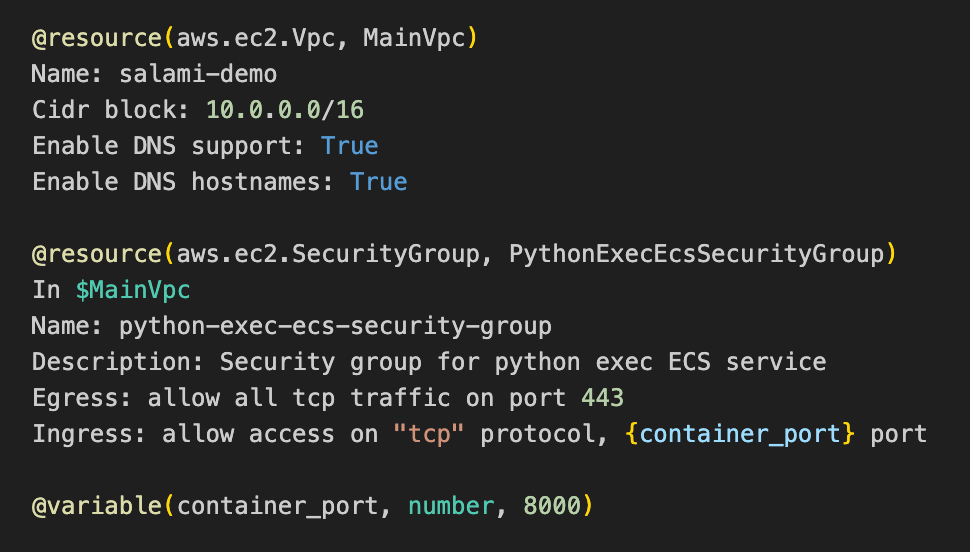 @resource(aws.ec2.Vpc, MainVpc)
Name: salami-demo
Cidr block: 10.0.0.0/16
Enable DNS support: True
Enable DNS hostnames: True
@resource(aws.ec2.SecurityGroup, PythonExecEcsSecurityGroup)
In $MainVpc
Name: python-exec-ecs-security-group
Description: Security group for python exec ECS service
Egress: allow all tcp traffic on port 443
Ingress: allow access on "tcp" protocol, {container_port} port
@variable(container_port, number, 8000)